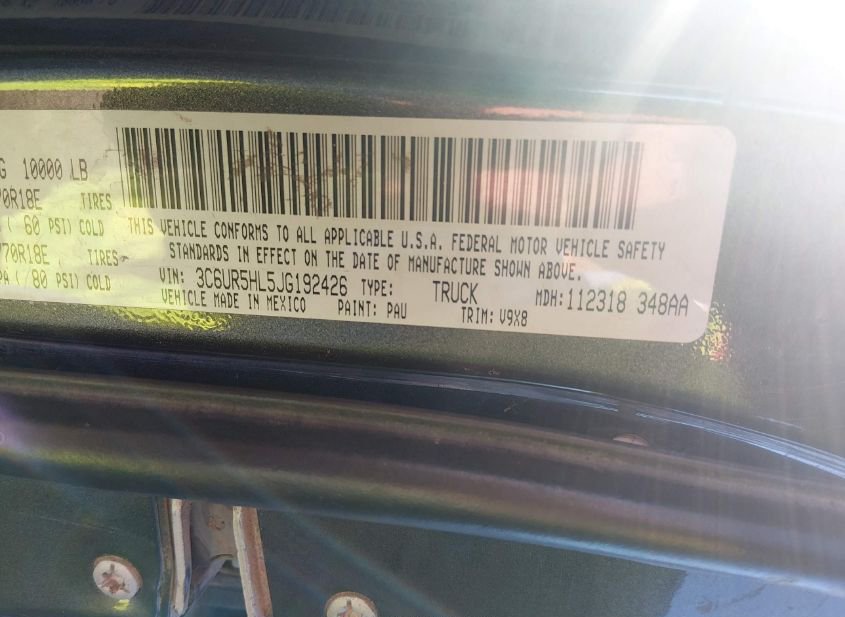 G 10000 LB
70R18E TIRES
( 60 PSI) COLD
THIS VEHICLE CONFORMS TO ALL APPLICABLE U.S.A. FEDERAL MOTOR VEHICLE SAFETY
/70R18E , TIRES
STANDARDS IN EFFECT ON THE DATE OF MANUFACTURE SHOWN ABOVE.
PA ( 80 PSI) COLD
VIN: 3C6UR5HL5JG192426 TYPE: TRUCK MDH: 112318 348AA
VEHICLE MADE IN MEXICO PAINT: PAU TRIM: V9X8